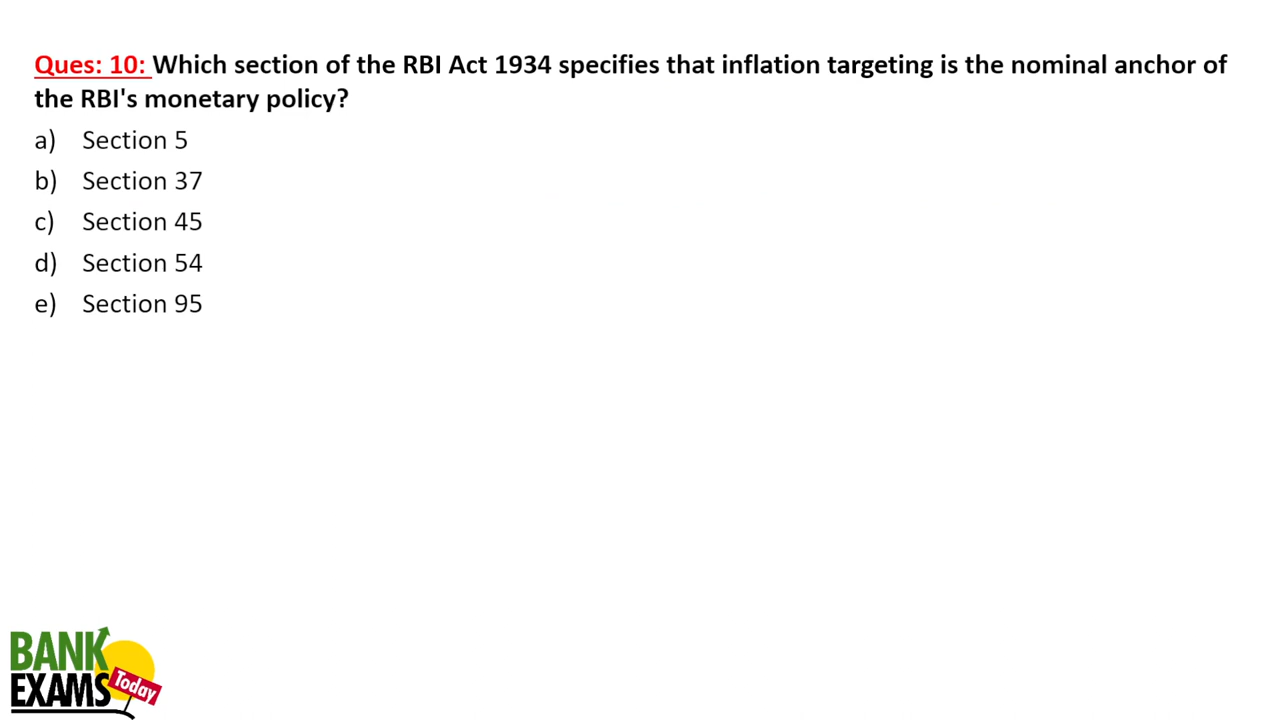 Ques: 10: Which section of the RBI Act 1934 specifies that inflation targeting is the nominal anchor of
the RBI's monetary policy?
a) Section 5
b) Section 37
c) Section 45
d) Section 54
e) Section 95
BANK
EXAMS
Today